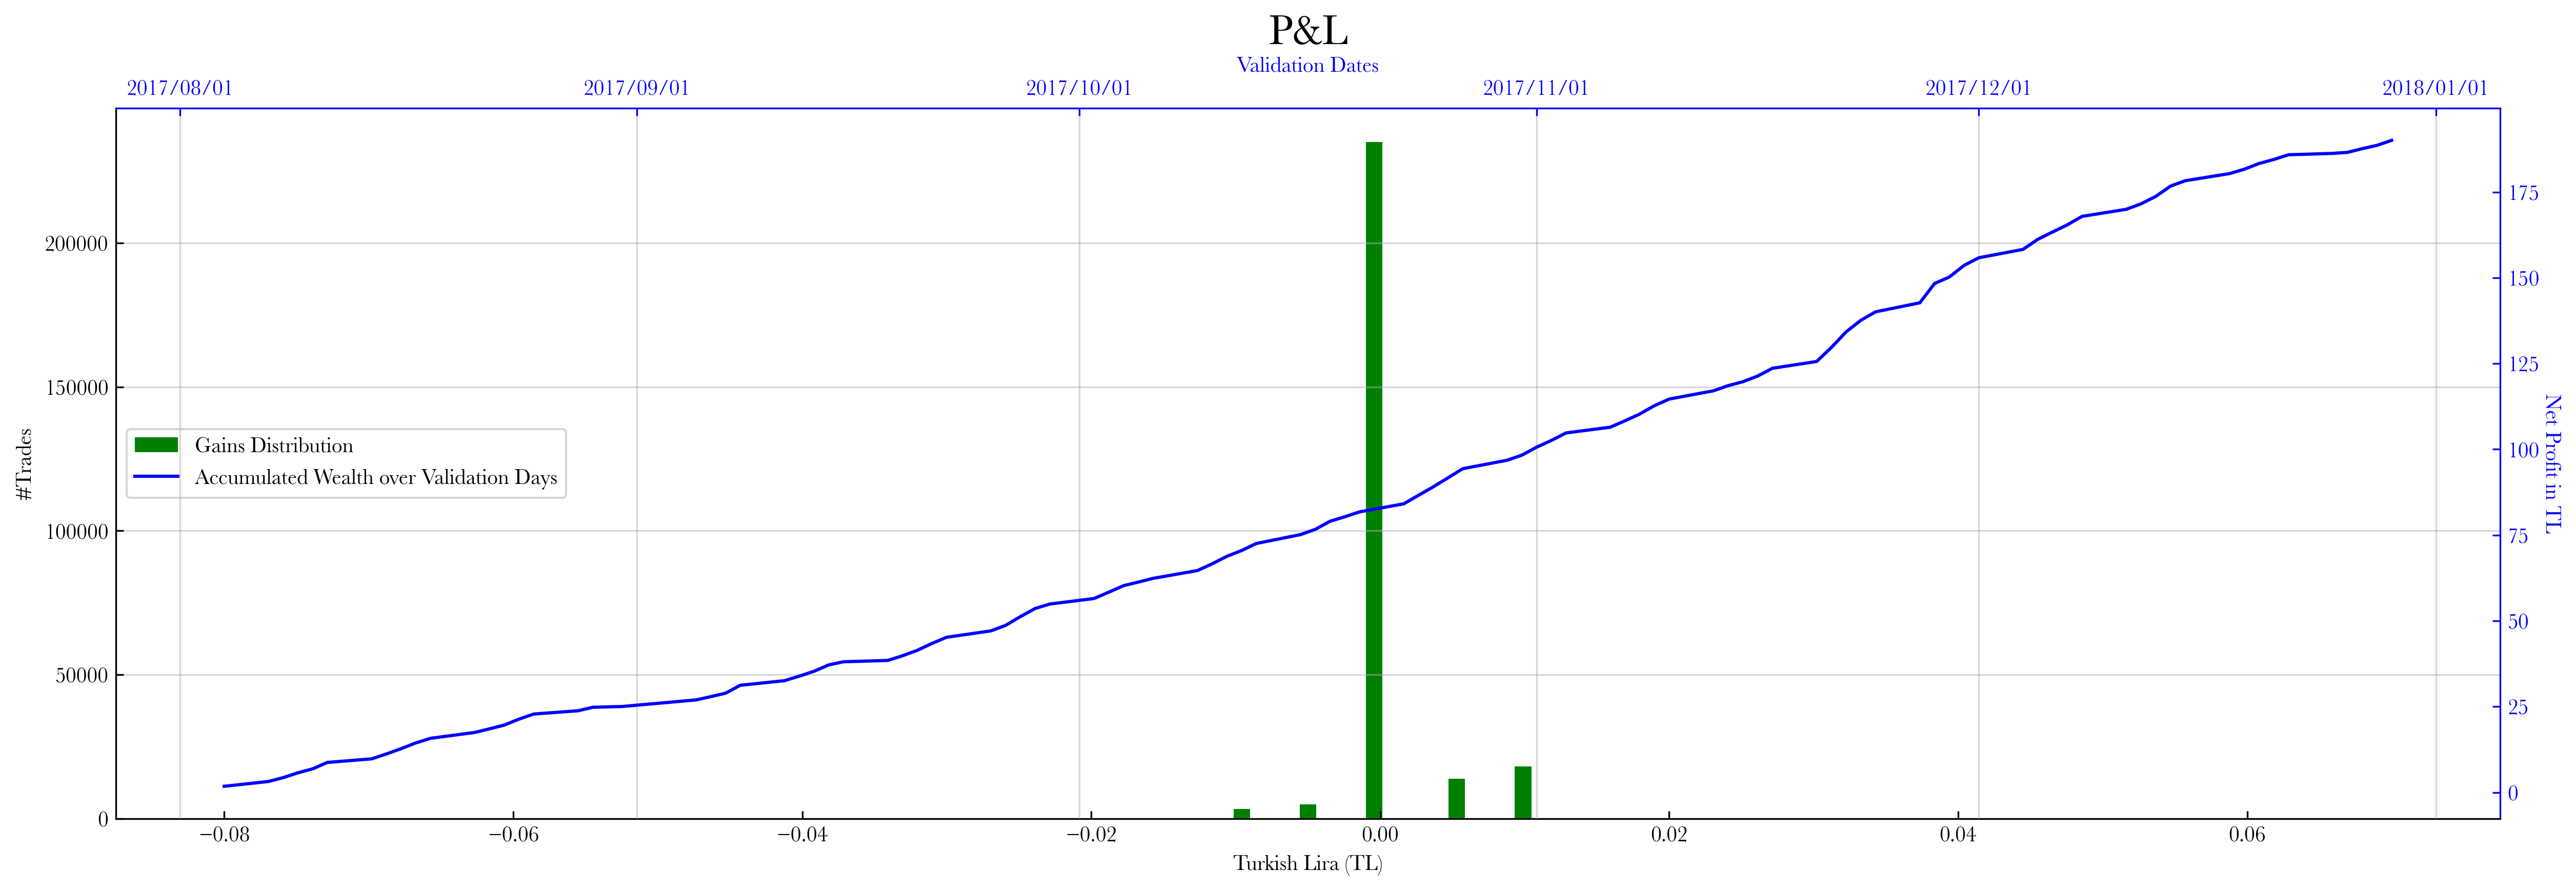 P&L
Validation Dates
2017/08/01 2017/09/01 2017/10/01 2017/11/01 2017/12/01 2018/01/01
200000
150000
100000
50000
0
#Trades
Gains Distribution
Accumulated Wealth over Validation Days
175
150
125
100
75
50
25
0
Net Profit in TL
−0.08 −0.06 −0.04 −0.02 0.00 0.02 0.04 0.06
Turkish Lira (TL)